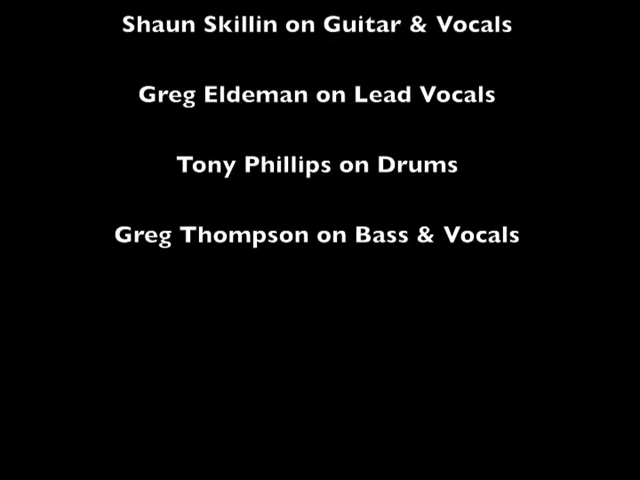 Shaun Skillin on Guitar & Vocals
Greg Eldeman on Lead Vocals
Tony Phillips on Drums
Greg Thompson on Bass & Vocals